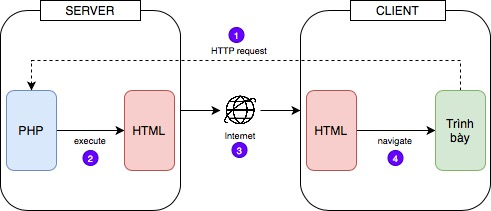 SERVER
CLIENT
1
HTTP request
PHP
execute
2
HTML
Internet
3
HTML
navigate
4
Trình
bày